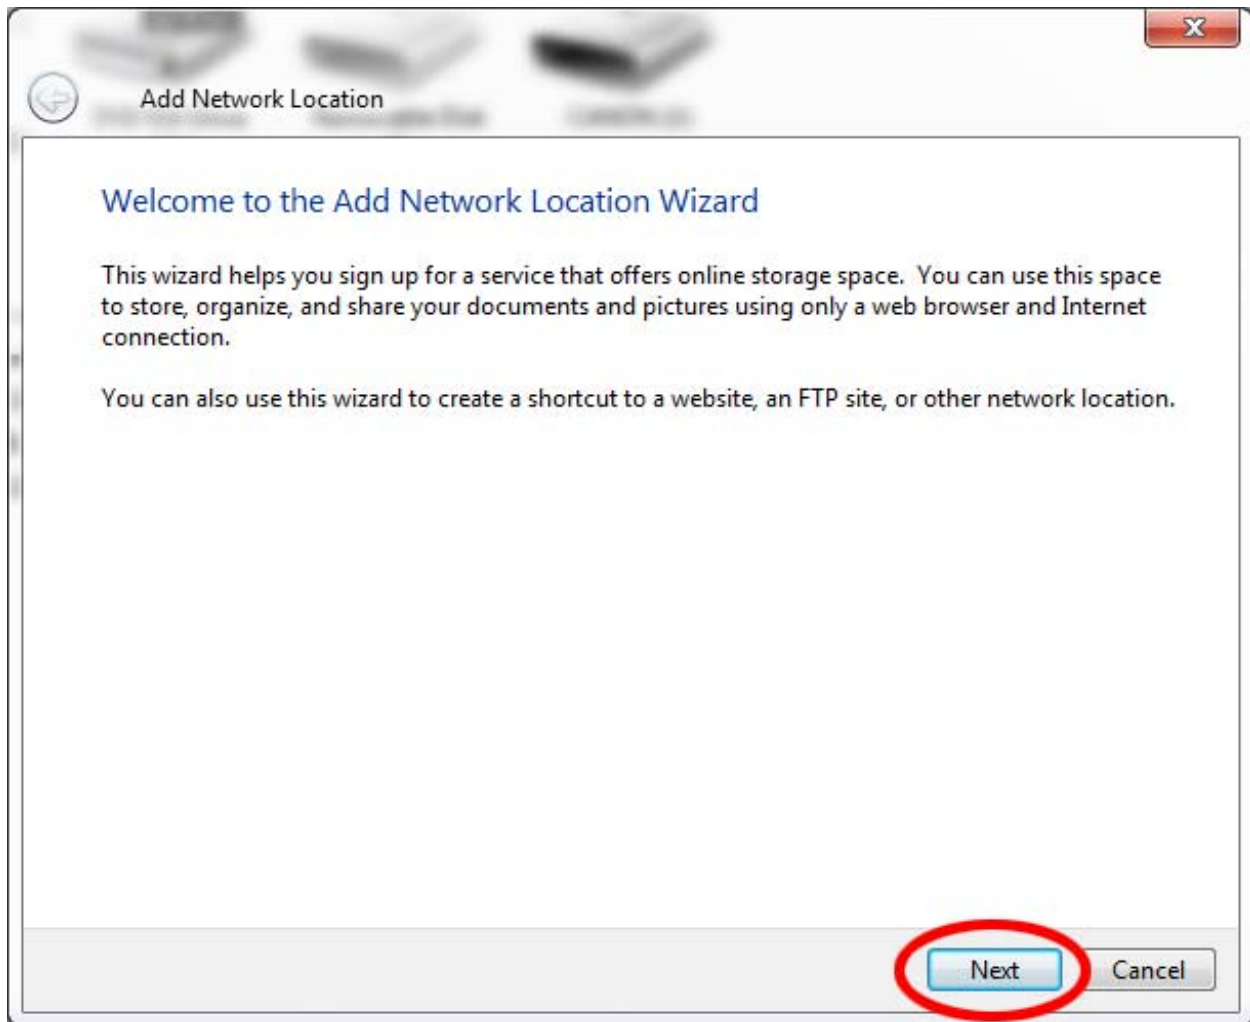 Add Network Location
Welcome to the Add Network Location Wizard
This wizard helps you sign up for a service that offers online storage space.  You can use this space
to store, organize, and share your documents and pictures using only a web browser and Internet
connection.
You can also use this wizard to create a shortcut to a website, an FTP site, or other network location.
Next
Cancel